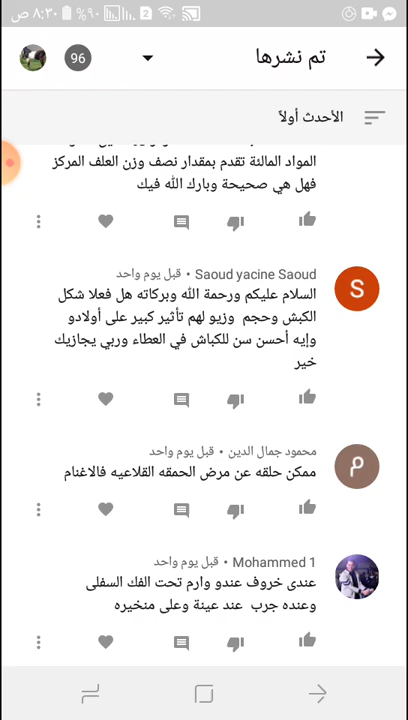 ٨:٣٠ ص ٩٠% 2
تم نشرها 96
الأحدث أولاً
المواد المالئة تقدم بمقدار نصف وزن العلف المركز
فهل هي صحيحة وبارك الله فيك
Saoud yacine Saoud • قبل يوم واحد
S
السلام عليكم ورحمة الله وبركاته هل فعلا شكل
الكبش وحجم وزيو لهم تأثير كبير على أولادو
وإيه أحسن سن للكباش في العطاء وربي يجازيك
خير
محمود جمال الدين • قبل يوم واحد
م
ممكن حلقه عن مرض الحمقه القلاعيه فالاغنام
Mohammed 1 • قبل يوم واحد
عندى خروف عندو وارم تحت الفك السفلى
وعنده جرب عند عينة وعلى منخيره